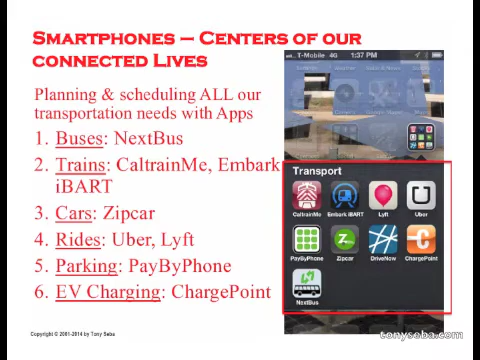 Smartphones – Centers of our
connected Lives
Planning & scheduling ALL our
transportation needs with Apps
1. Buses: NextBus
2. Trains: CaltrainMe, Embark
iBART
3. Cars: Zipcar
4. Rides: Uber, Lyft
5. Parking: PayByPhone
6. EV Charging: ChargePoint
T-Mobile 4G 1:37 PM
Transport
CaltrainMe Embark iBART Lyft Uber
PayByPhone Zipcar DriveNow ChargePoint
NextBus
Copyright © 2001-2014 by Tony Seba
tonyseba.com